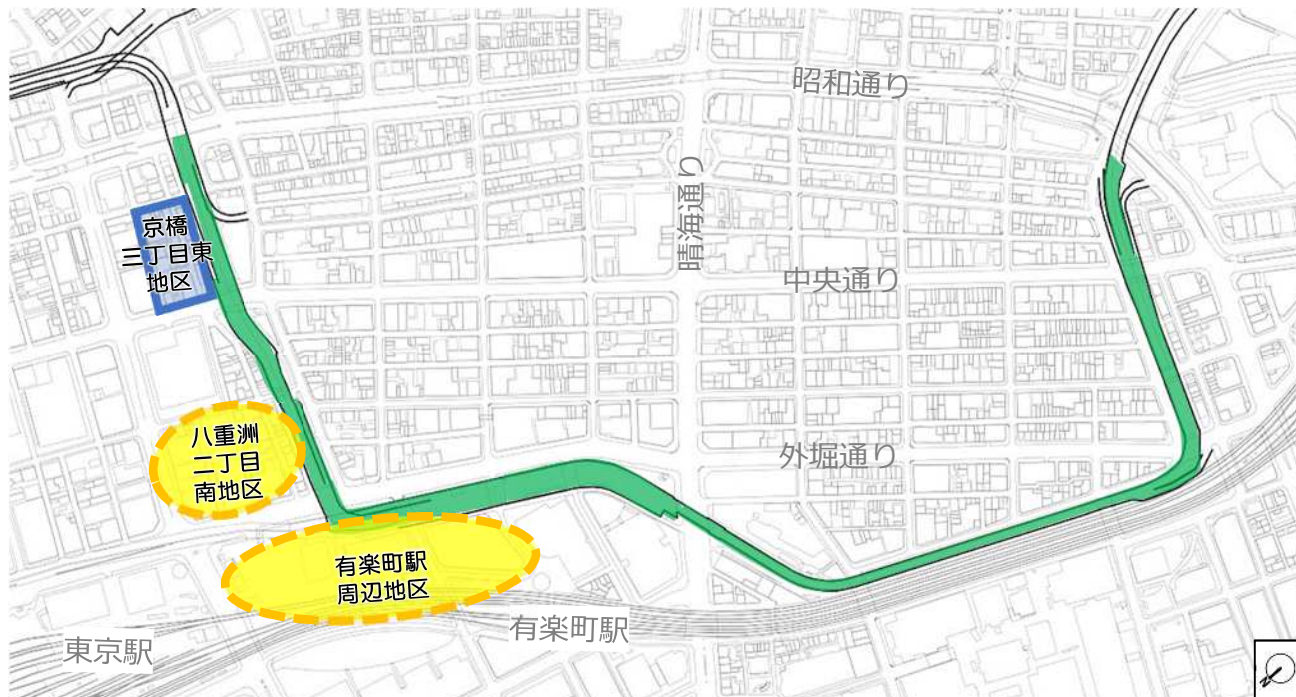 昭和通り
晴海通り
京橋
三丁目東
地区
中央通り
八重洲
二丁目
南地区
外堀通り
有楽町駅
周辺地区
有楽町駅
東京駅
N